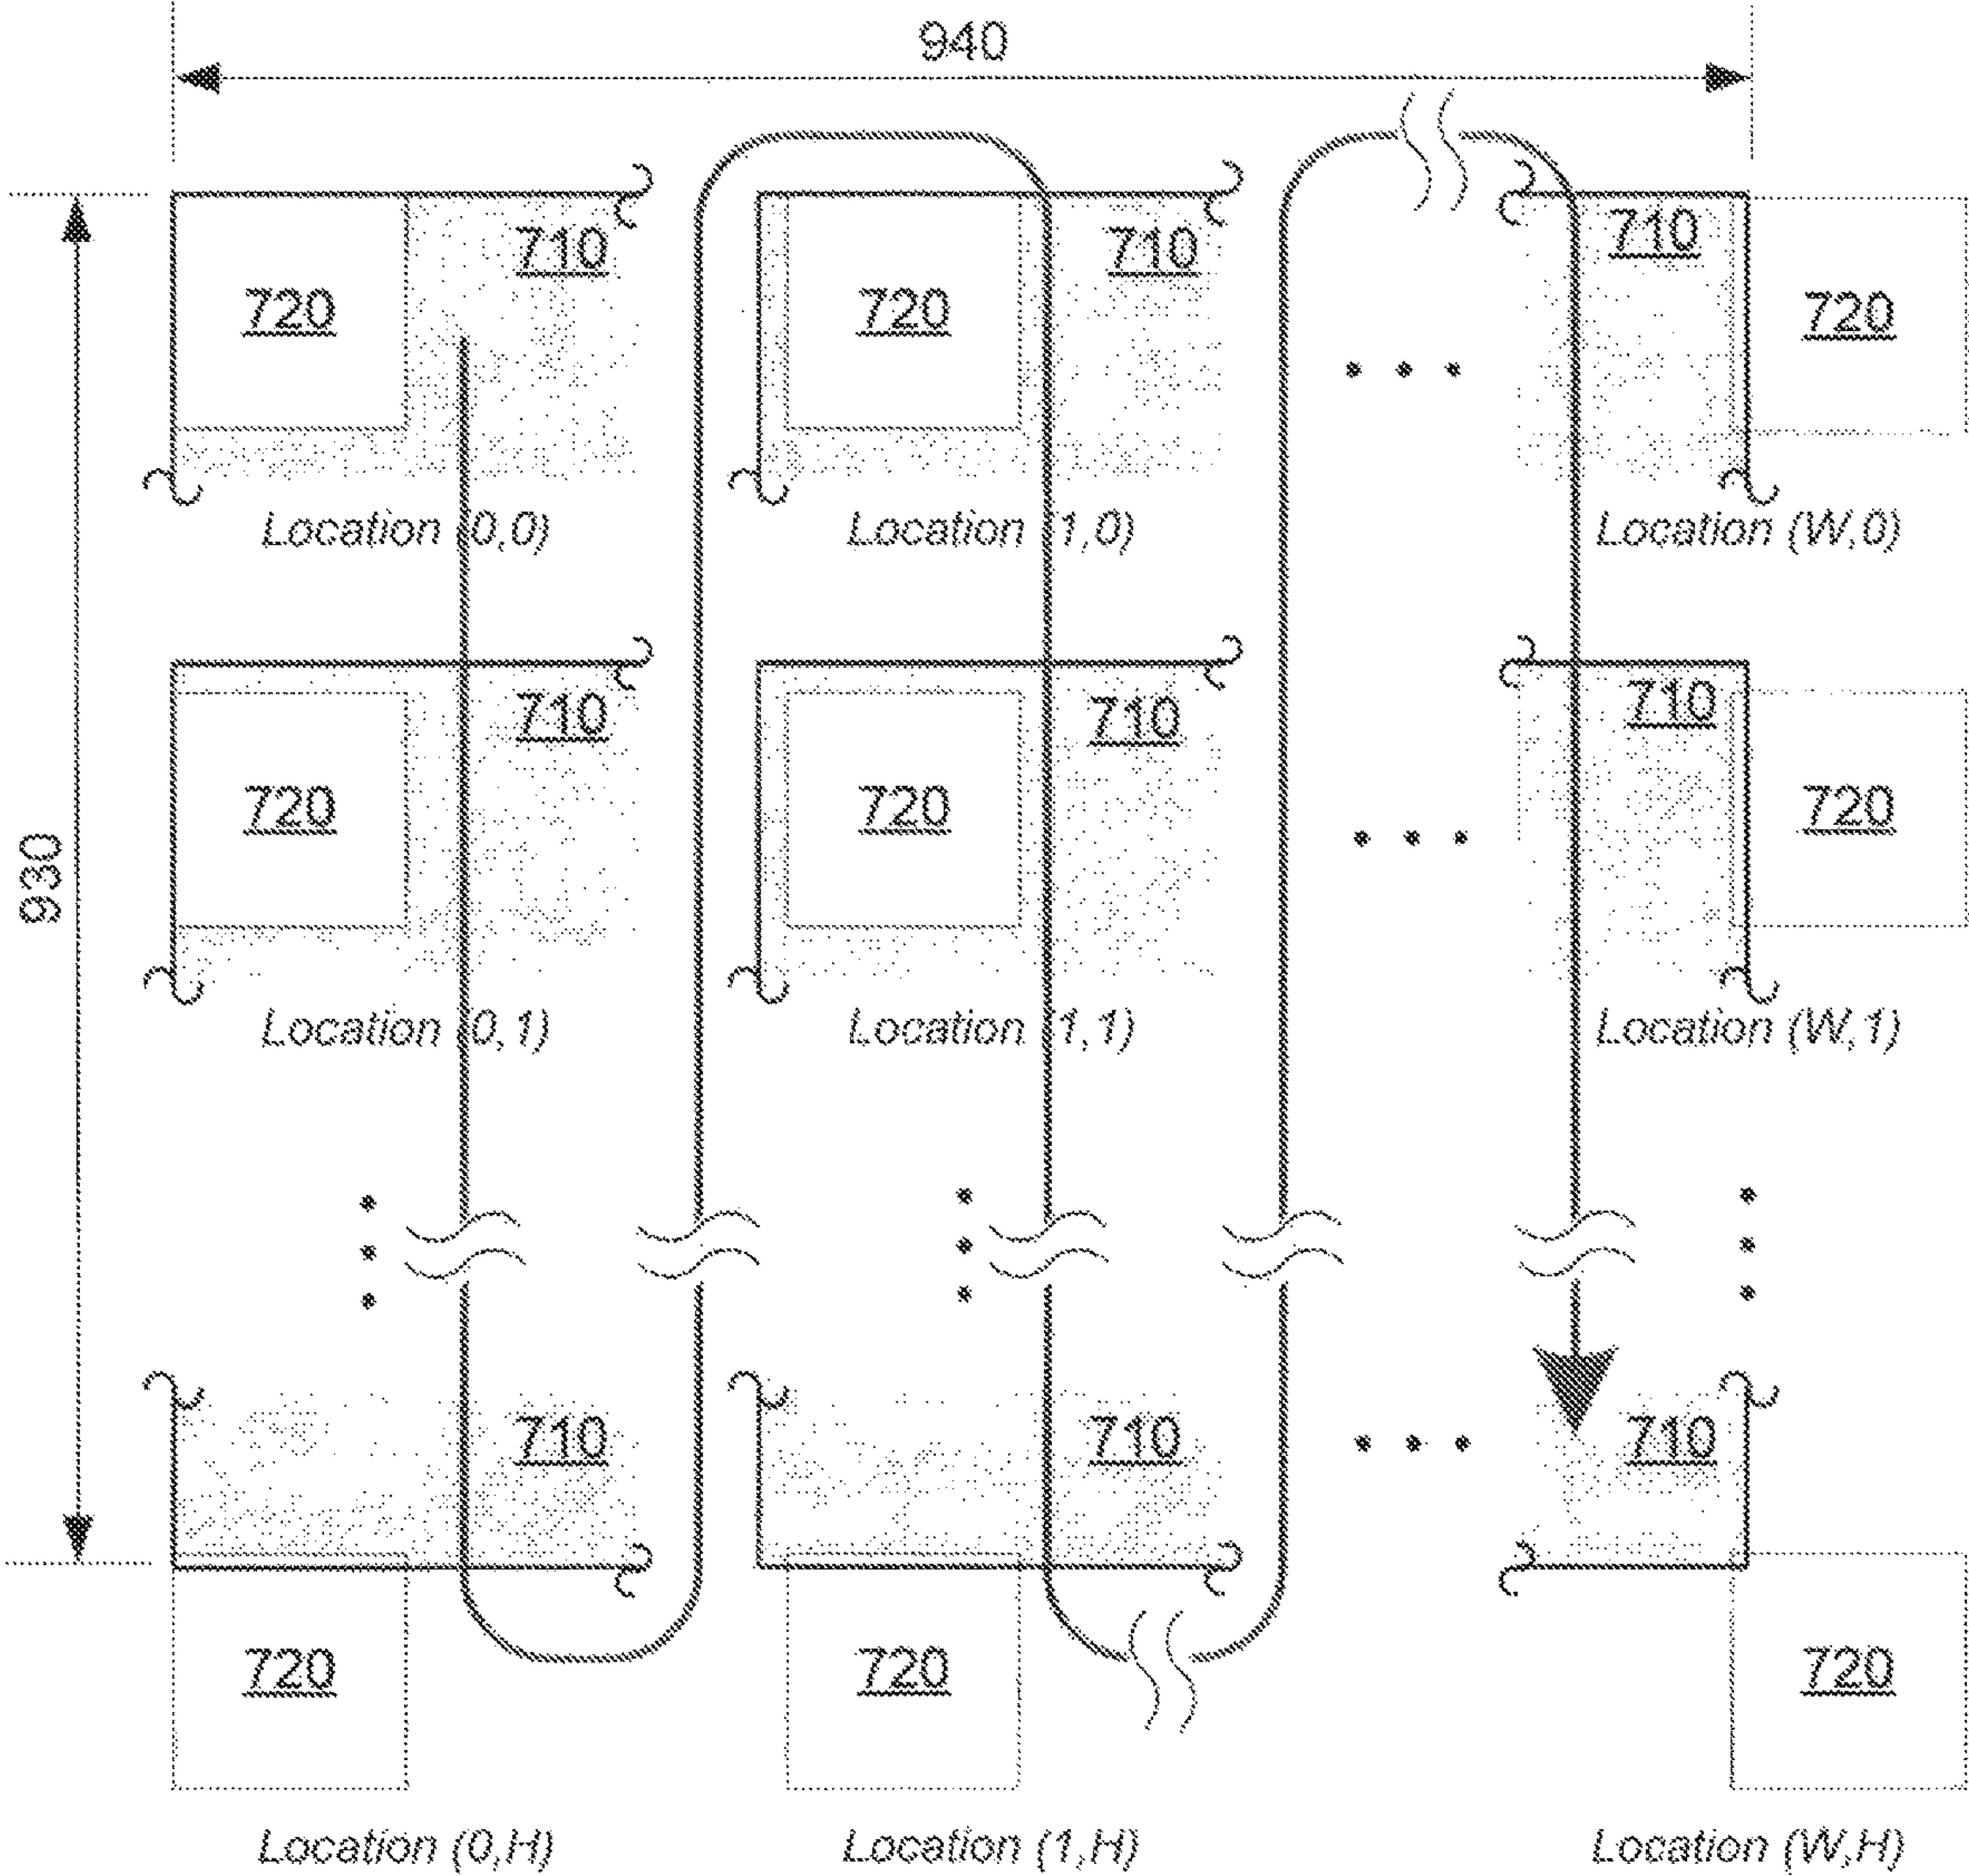 940
710 710 710
720 720 720
Location (0,0) Location (1,0) Location (W,0)
710 710 710
720 720 720
930
Location (0,1) Location (1,1) Location (W,1)
710 710 710
720 720 720
Location (0,H) Location (1,H) Location (W,H)